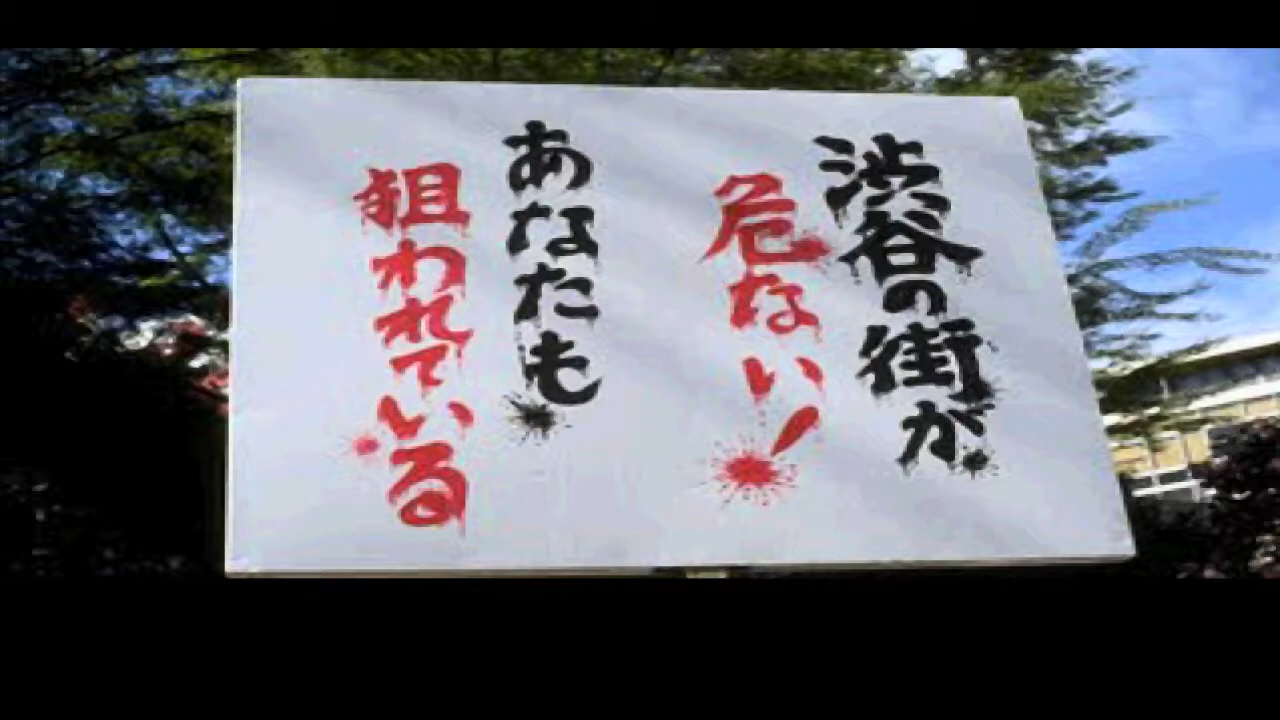 渋谷の街が
危ない！
あなたも
狙われている